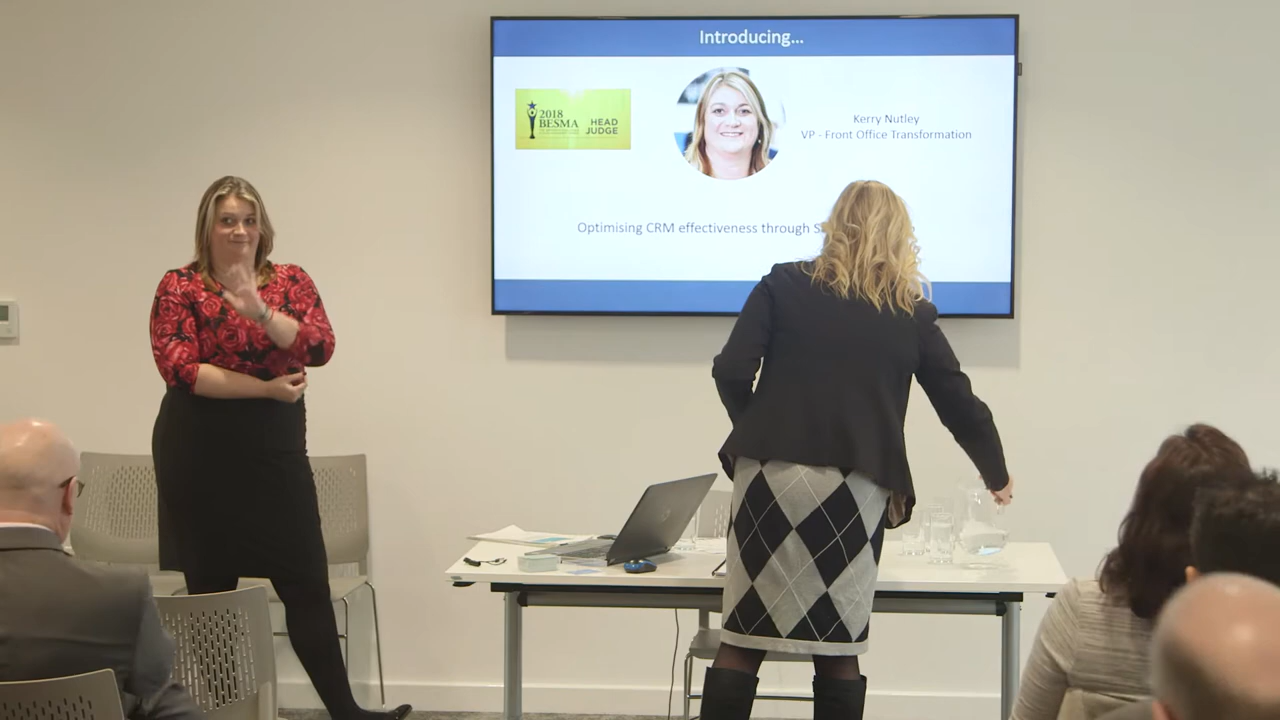 Introducing...
2018
BESMA
HEAD
JUDGE
Kerry Nutley
VP - Front Office Transformation
Optimising CRM effectiveness through